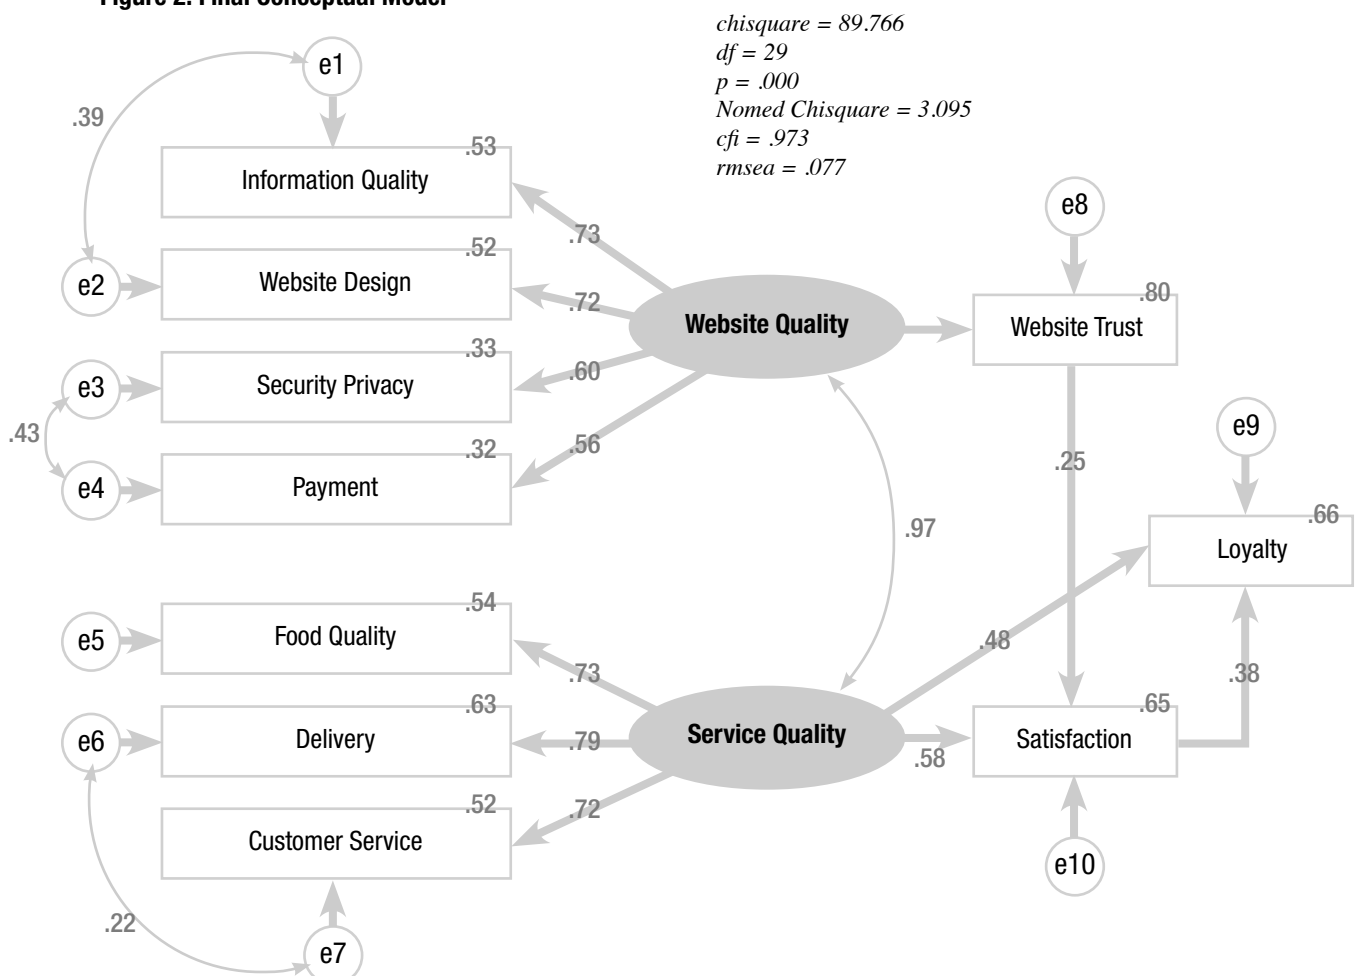 Figure 2. Final Conceptual Model
chisquare = 89.766
df = 29
p = .000
Nomed Chisquare = 3.095
cfi = .973
rmsea = .077
e1
.39
.53
Information Quality
e8
.73
.52
e2
Website Design
.72
.80
Website Quality
Website Trust
.33
e3
Security Privacy
.60
.43
e9
.32
.56
e4
Payment
.25
.66
.97
Loyalty
.54
e5
Food Quality
.48
.73
.38
.63
.65
e6
Delivery
.79
Service Quality
.58
Satisfaction
.52
.72
Customer Service
e10
.22
e7